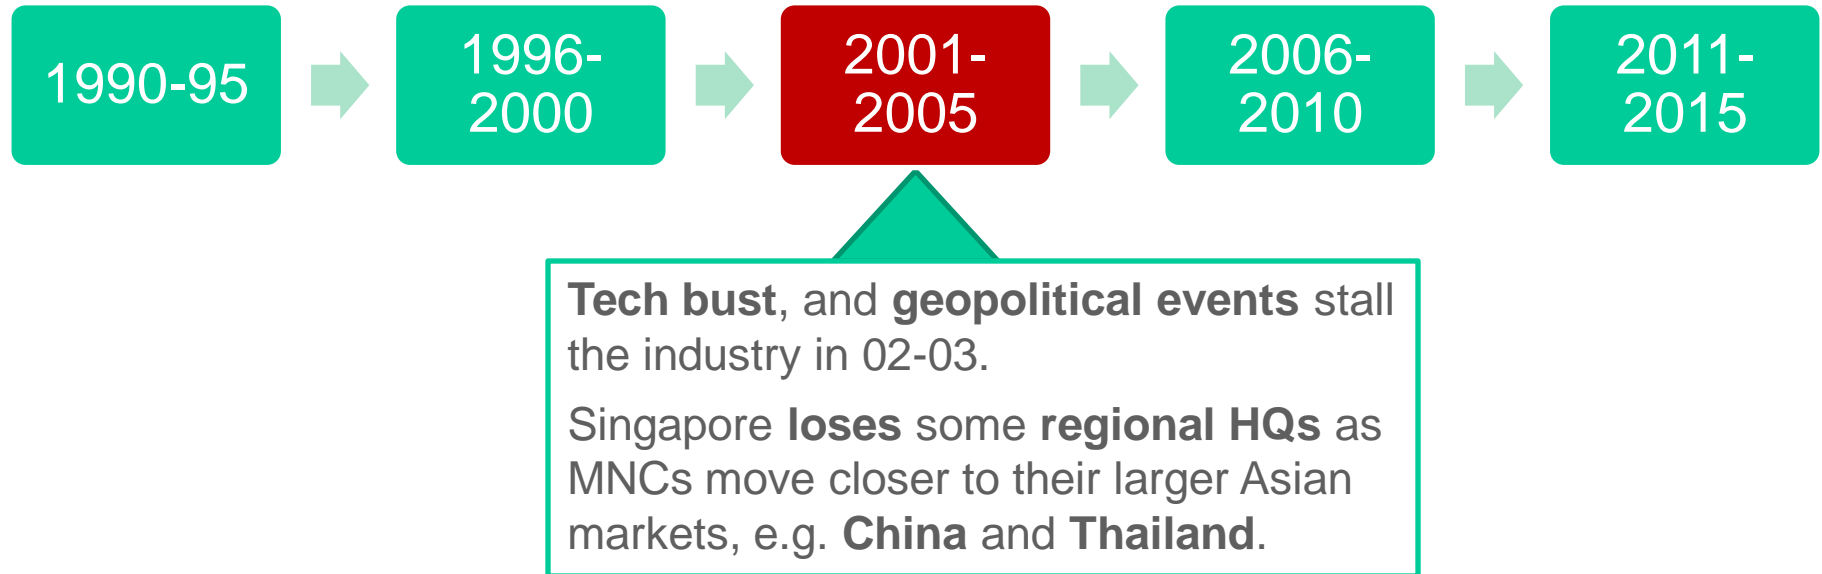 1990-95
1996-
2000
2001-
2005
2006-
2010
2011-
2015
Tech bust, and geopolitical events stall
the industry in 02-03.
Singapore loses some regional HQs as
MNCs move closer to their larger Asian
markets, e.g. China and Thailand.